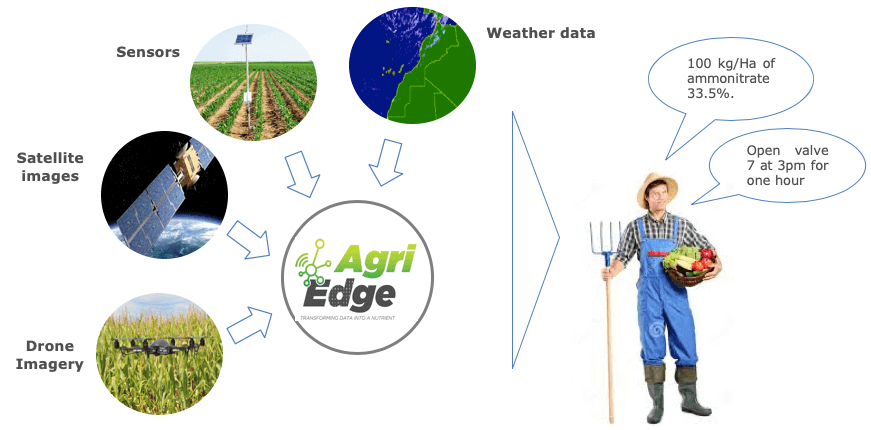 Sensors
Weather data
Satellite
images
Drone
Imagery
Agri
Edge
TRANSFORMING DATA INTO A NUTRIENT
100 kg/Ha of
ammonitrate
33.5%.
Open valve
7 at 3pm for
one hour